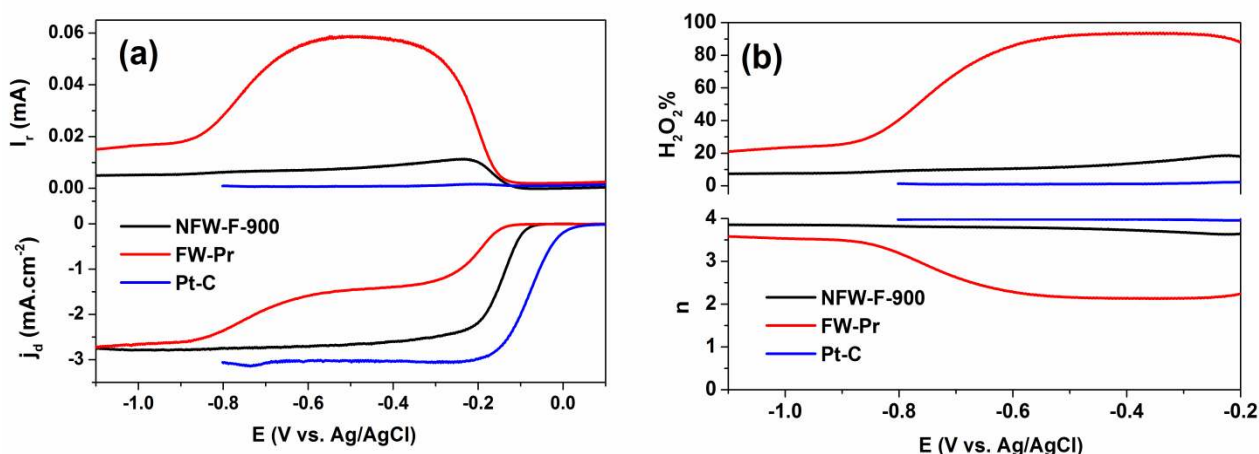 (a)
I_r (mA)
0.06
0.04
0.02
0.00
j_d (mA.cm⁻²)
0
-1
-2
-3
NFW-F-900
FW-Pr
Pt-C
-1.0 -0.8 -0.6 -0.4 -0.2 0.0
E (V vs. Ag/AgCl)
(b)
H₂O₂%
100
80
60
40
20
0
n
4
3
2
1
0
NFW-F-900
FW-Pr
Pt-C
-1.0 -0.8 -0.6 -0.4 -0.2
E (V vs. Ag/AgCl)